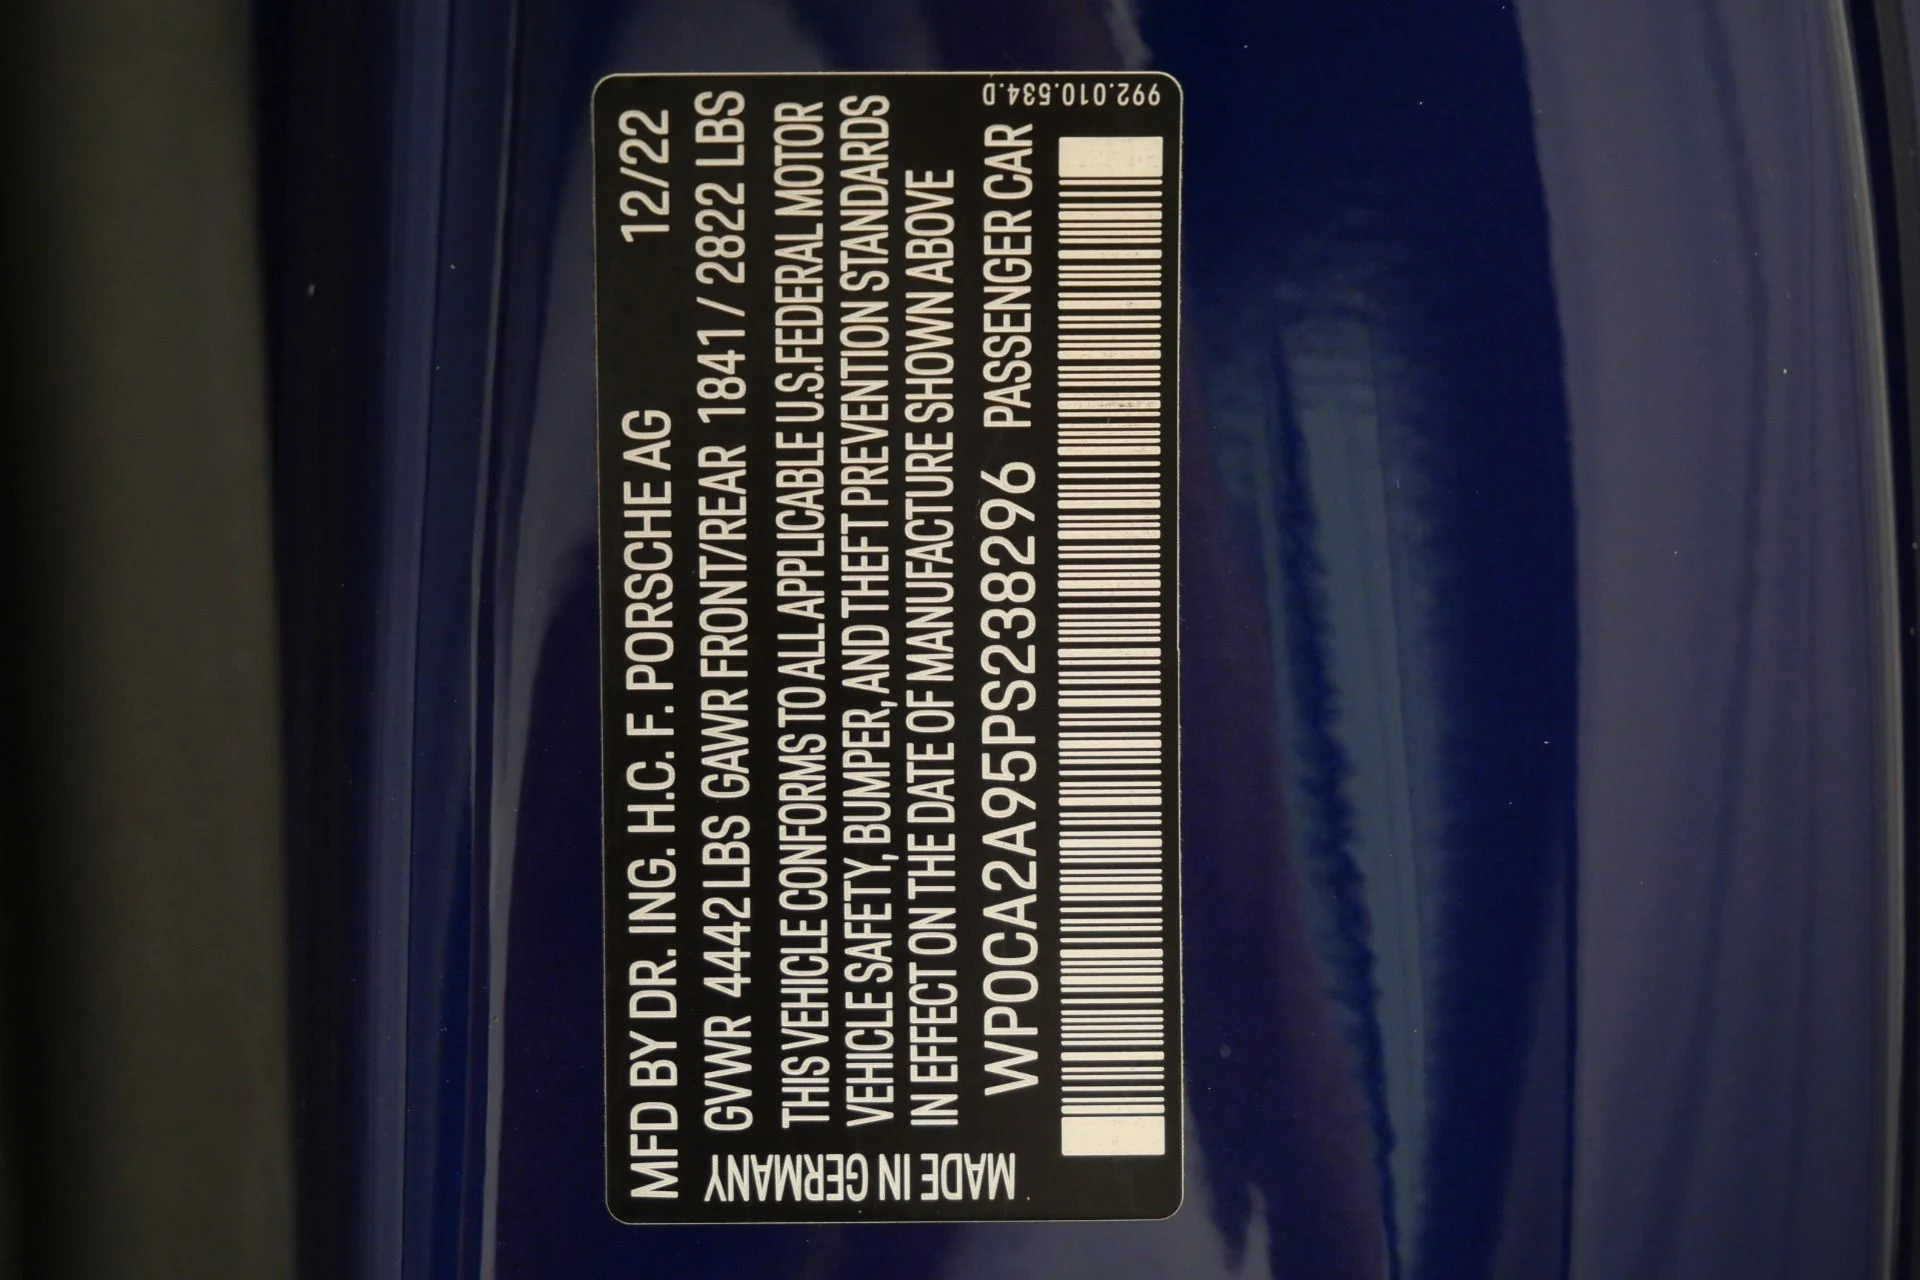 MFD BY DR. ING. H.C. F. PORSCHE AG 12/22
GVWR 4442 LBS GAWR FRONT/REAR 1841 / 2822 LBS
THIS VEHICLE CONFORMS TO ALL APPLICABLE U.S. FEDERAL MOTOR
VEHICLE SAFETY, BUMPER, AND THEFT PREVENTION STANDARDS
IN EFFECT ON THE DATE OF MANUFACTURE SHOWN ABOVE
WP0CA2A95PS238296 PASSENGER CAR
MADE IN GERMANY
992.010.534.D